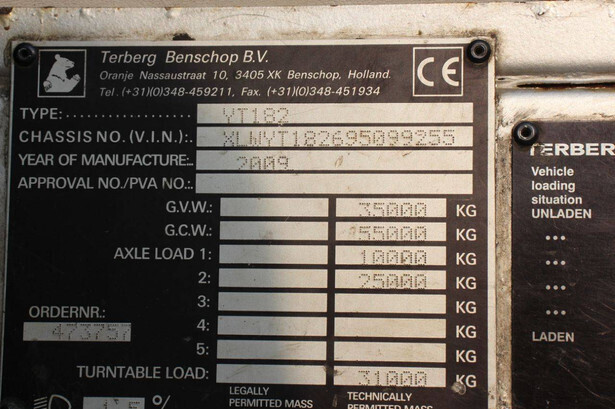 Terberg Benschop B.V.
Oranje Nassaustraat 10, 3405 XK Benschop, Holland.
Tel. (+31)(0)348-459211, Fax. (+31)(0)348-451934
CE
TYPE:.................. YT182
CHASSIS NO. (V.I.N.):. XLWYT182695099255
YEAR OF MANUFACTURE:.. 2009
APPROVAL NO./PVA NO.:..
G.V.W.: 35000 KG
G.C.W.: 55000 KG
AXLE LOAD 1: 10000 KG
2: 25000 KG
3: KG
ORDERNR.:
473757
4: KG
5: KG
TURNTABLE LOAD: 31000 KG
1.5 %
LEGALLY PERMITTED MASS
TECHNICALLY PERMITTED MASS
TERBER
Vehicle
loading
situation
UNLADEN
...
...
...
...
LADEN